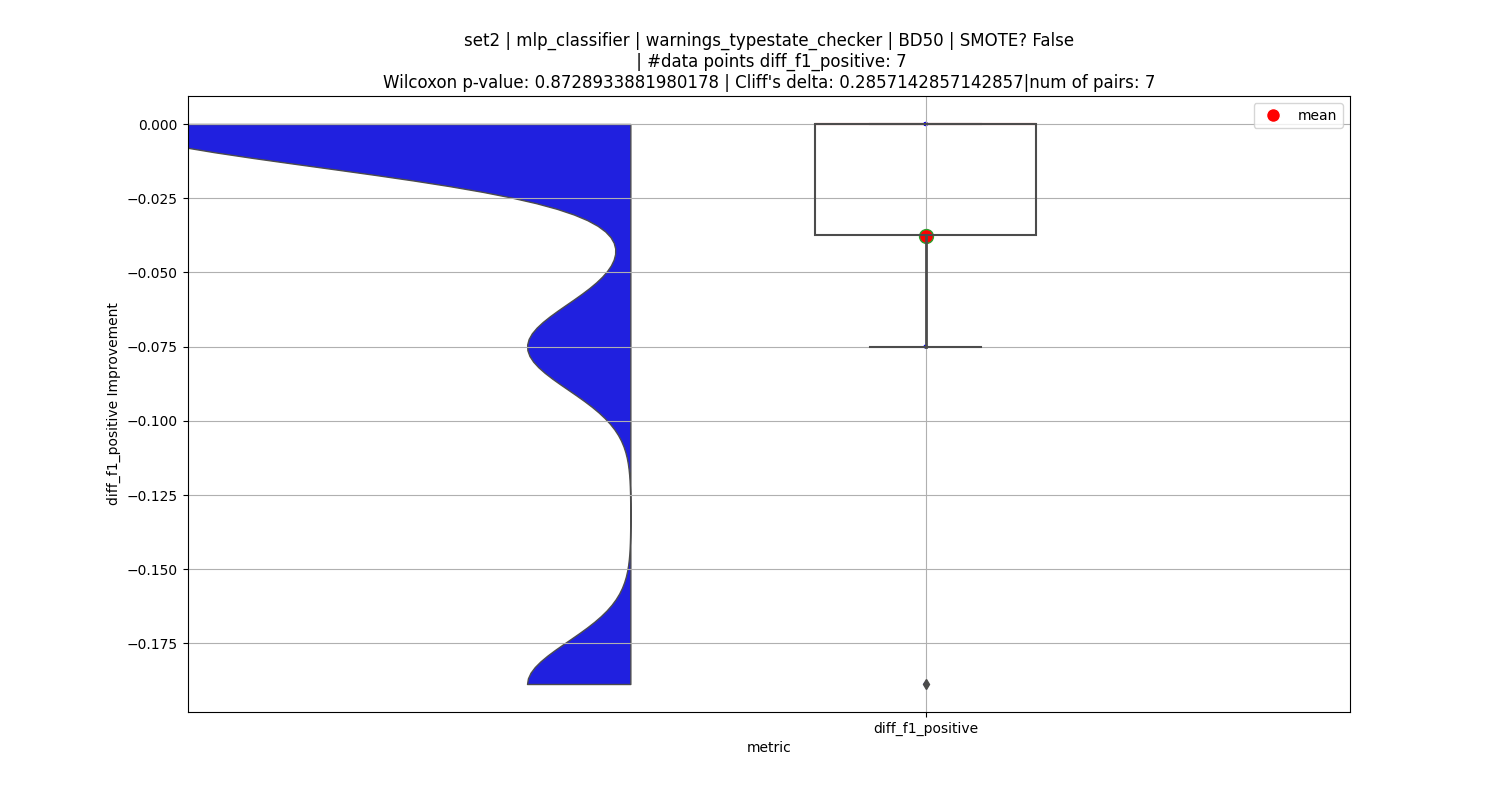 set2 | mlp_classifier | warnings_typestate_checker | BD50 | SMOTE? False
| #data points diff_f1_positive: 7
Wilcoxon p-value: 0.8728933881980178 | Cliff's delta: 0.2857142857142857|num of pairs: 7
mean
0.000
−0.025
−0.050
−0.075
−0.100
−0.125
−0.150
−0.175
diff_f1_positive Improvement
diff_f1_positive
metric